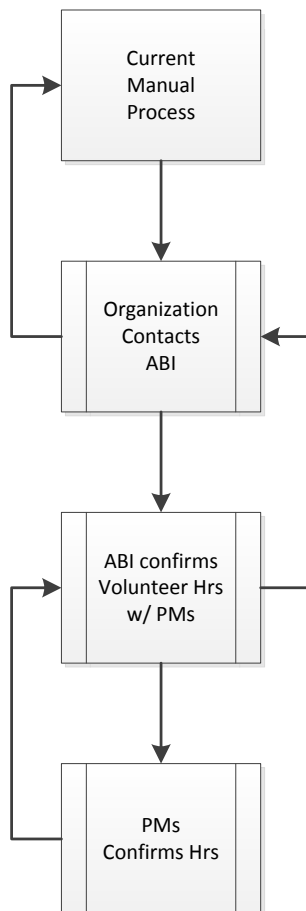 Current
Manual
Process
Organization
Contacts
ABI
ABI confirms
Volunteer Hrs
w/ PMs
PMs
Confirms Hrs